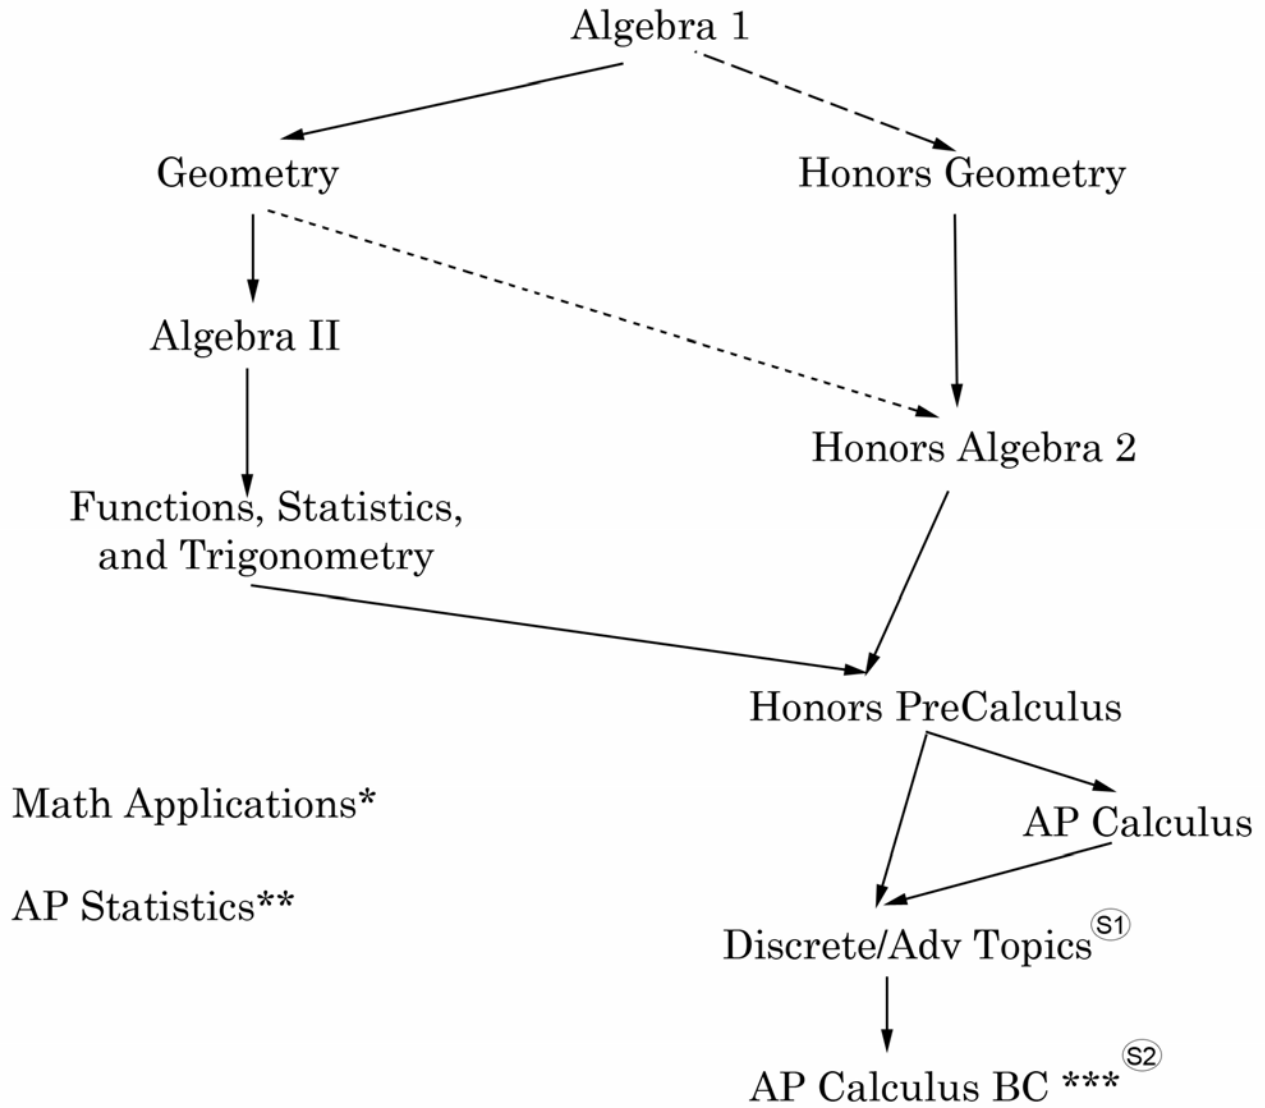 Algebra 1
Geometry
Honors Geometry
Algebra II
Honors Algebra 2
Functions, Statistics,
and Trigonometry
Honors PreCalculus
Math Applications*
AP Calculus
AP Statistics**
Discrete/Adv Topics S1
AP Calculus BC *** S2